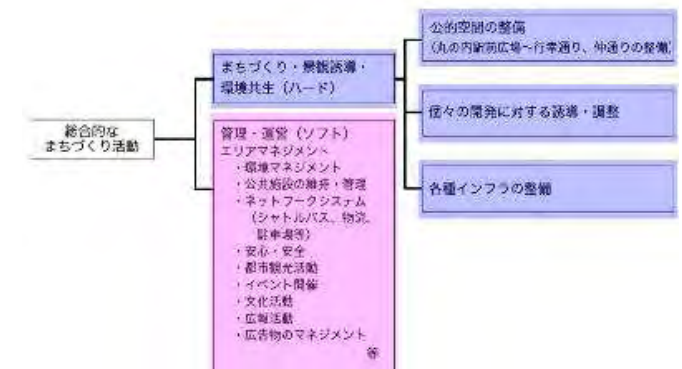 総合的な
まちづくり活動
まちづくり・景観誘導・
環境共生（ハード）
管理・運営（ソフト）
エリアマネジメント
・環境マネジメント
・公共施設の維持・管理
・ネットワークシステム
（シャトルバス、物流、
駐車場等）
・安心・安全
・都市観光活動
・イベント開催
・文化活動
・広報活動
・広告物のマネジメント
等
公的空間の整備
（丸の内駅前広場～行幸通り、仲通りの整備）
個々の開発に対する誘導・調整
各種インフラの整備